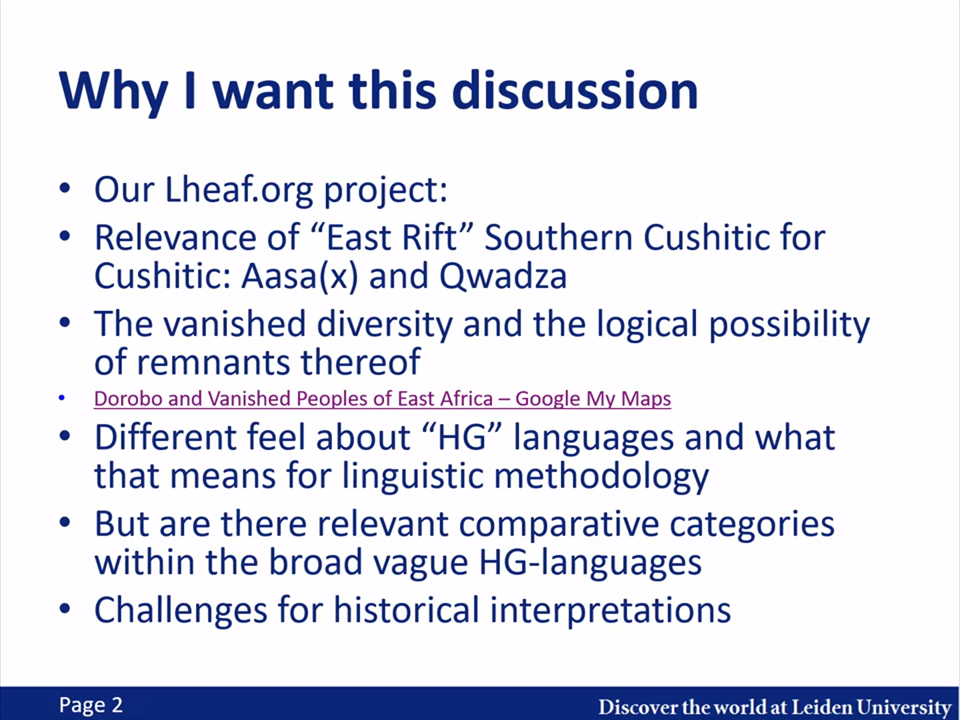 Why I want this discussion
• Our Lheaf.org project:
• Relevance of “East Rift” Southern Cushitic for
Cushitic: Aasa(x) and Qwadza
• The vanished diversity and the logical possibility
of remnants thereof
• Dorobo and Vanished Peoples of East Africa – Google My Maps
• Different feel about “HG” languages and what
that means for linguistic methodology
• But are there relevant comparative categories
within the broad vague HG-languages
• Challenges for historical interpretations
Page 2
Discover the world at Leiden University